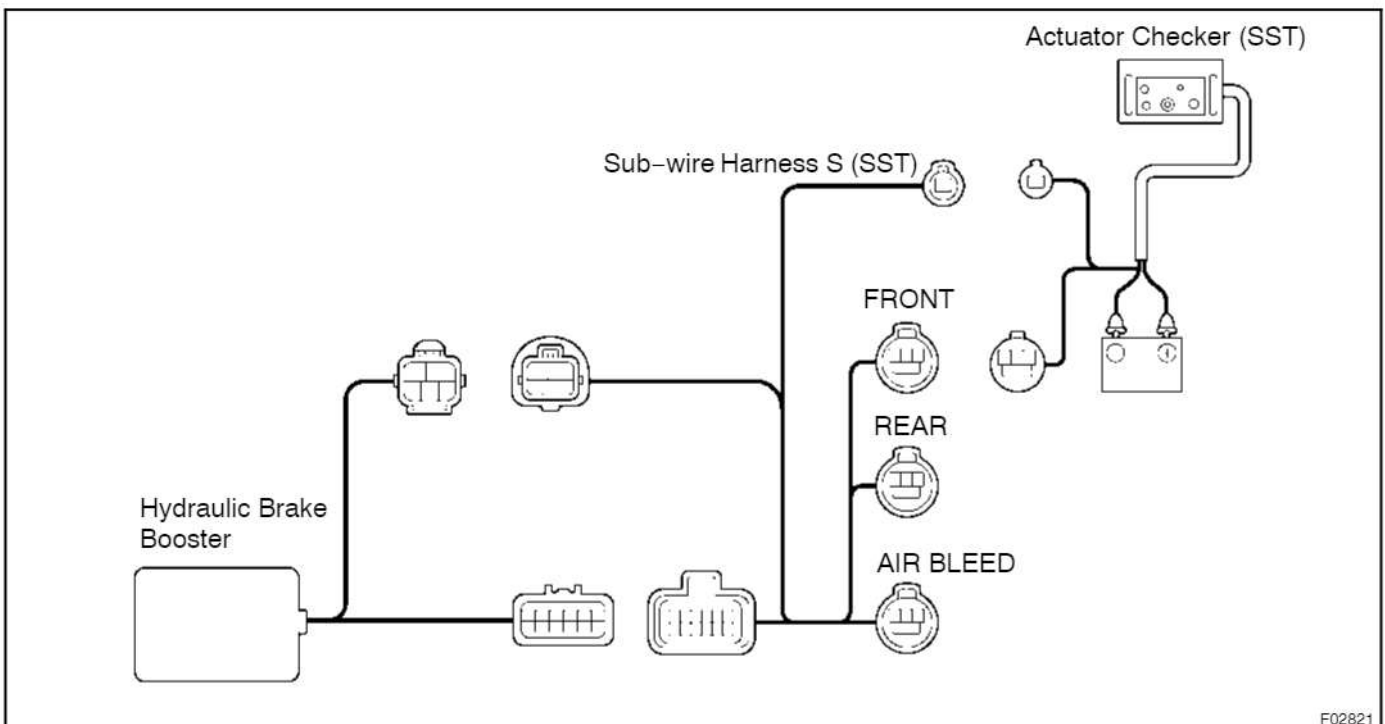 Actuator Checker (SST)
Sub-wire Harness S (SST)
FRONT
REAR
Hydraulic Brake
Booster
AIR BLEED
F02821